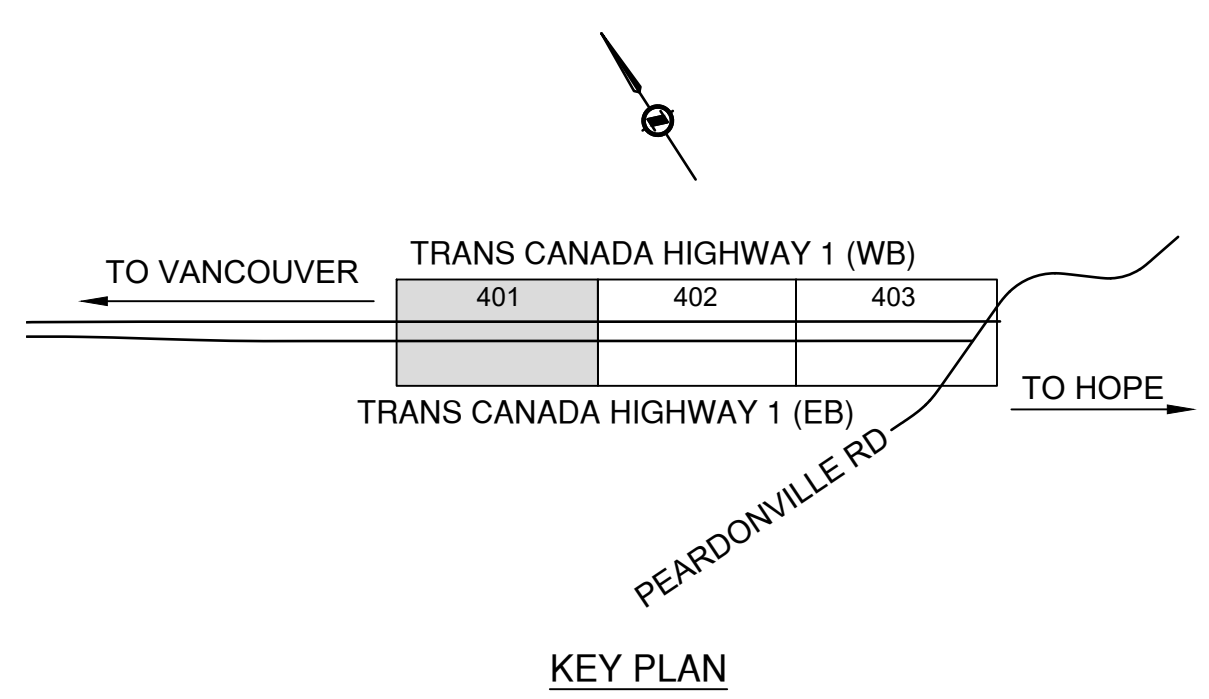 TRANS CANADA HIGHWAY 1 (WB)
TO VANCOUVER
401 402 403
TO HOPE
TRANS CANADA HIGHWAY 1 (EB)
PEARDONVILLE RD
KEY PLAN